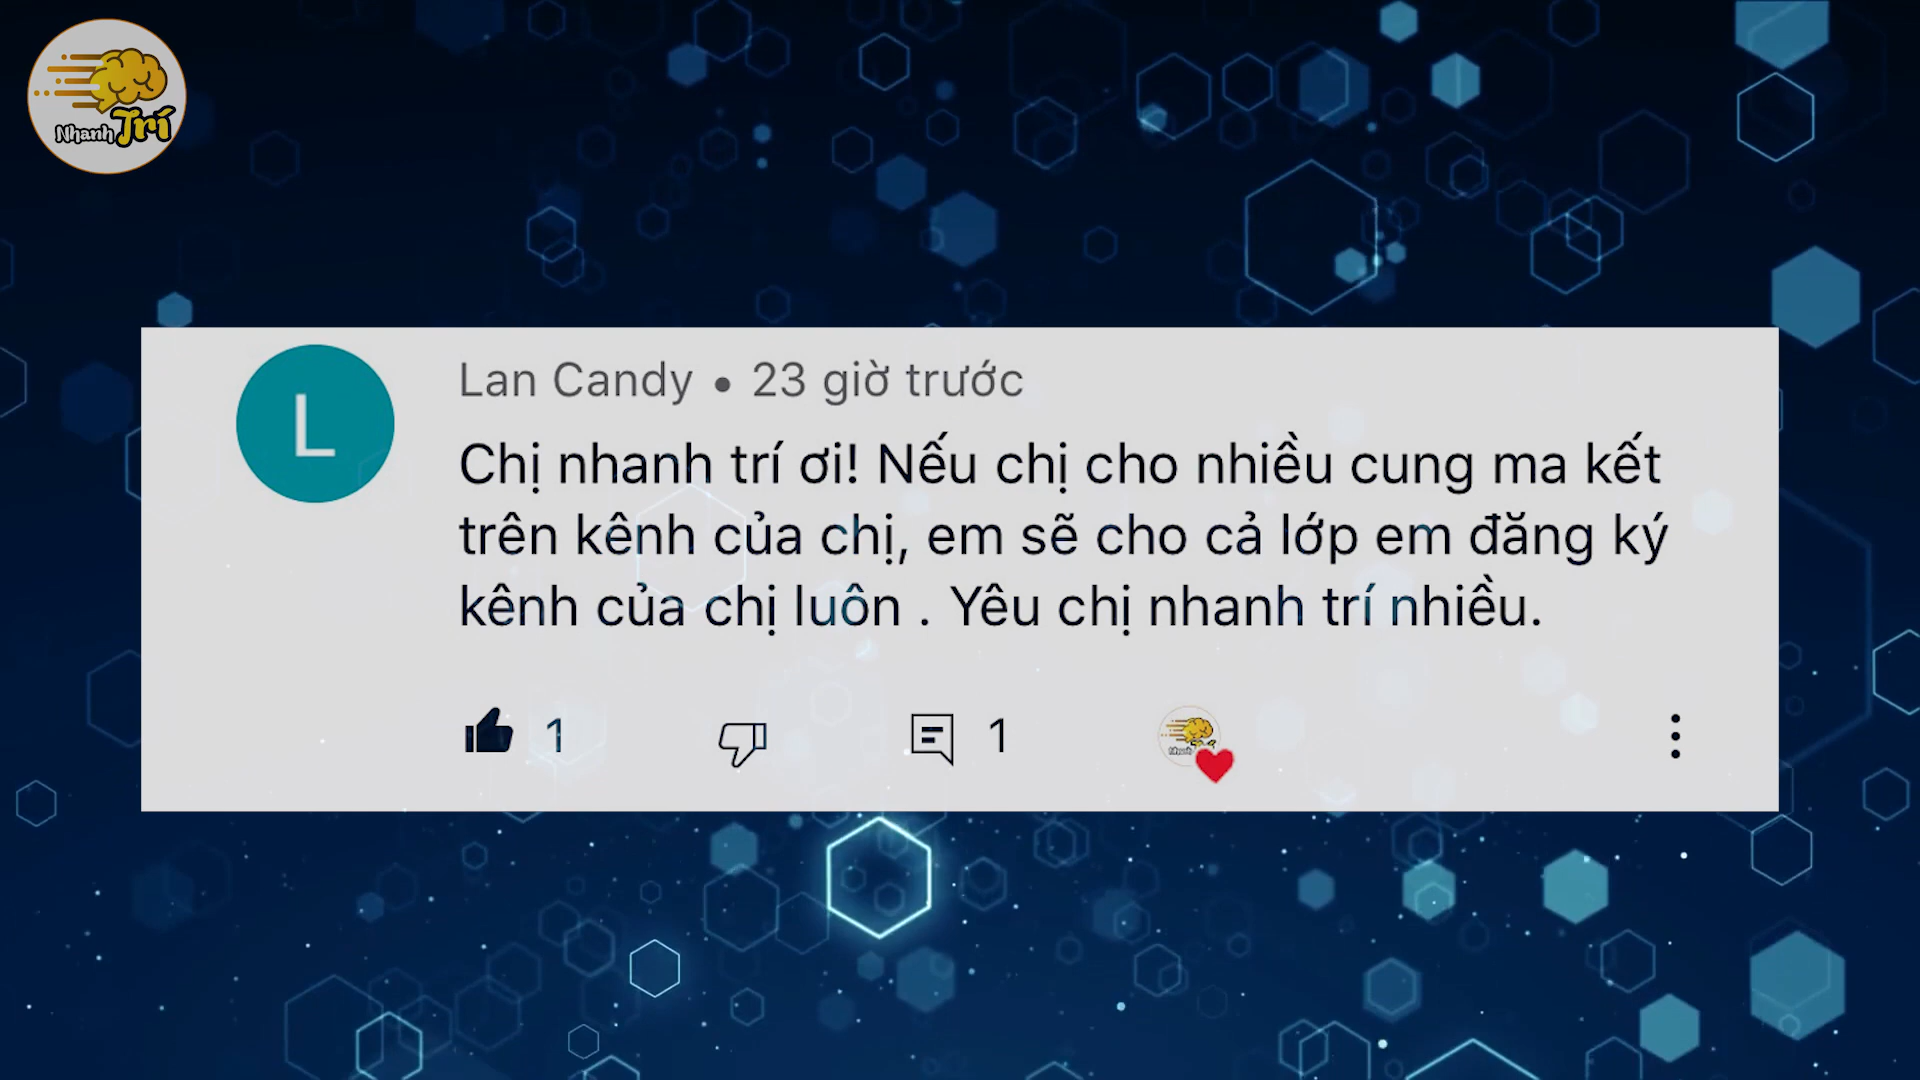 Nhanh Trí
L
Lan Candy • 23 giờ trước
Chị nhanh trí ơi! Nếu chị cho nhiều cung ma kết
trên kênh của chị, em sẽ cho cả lớp em đăng ký
kênh của chị luôn . Yêu chị nhanh trí nhiều.
1 1